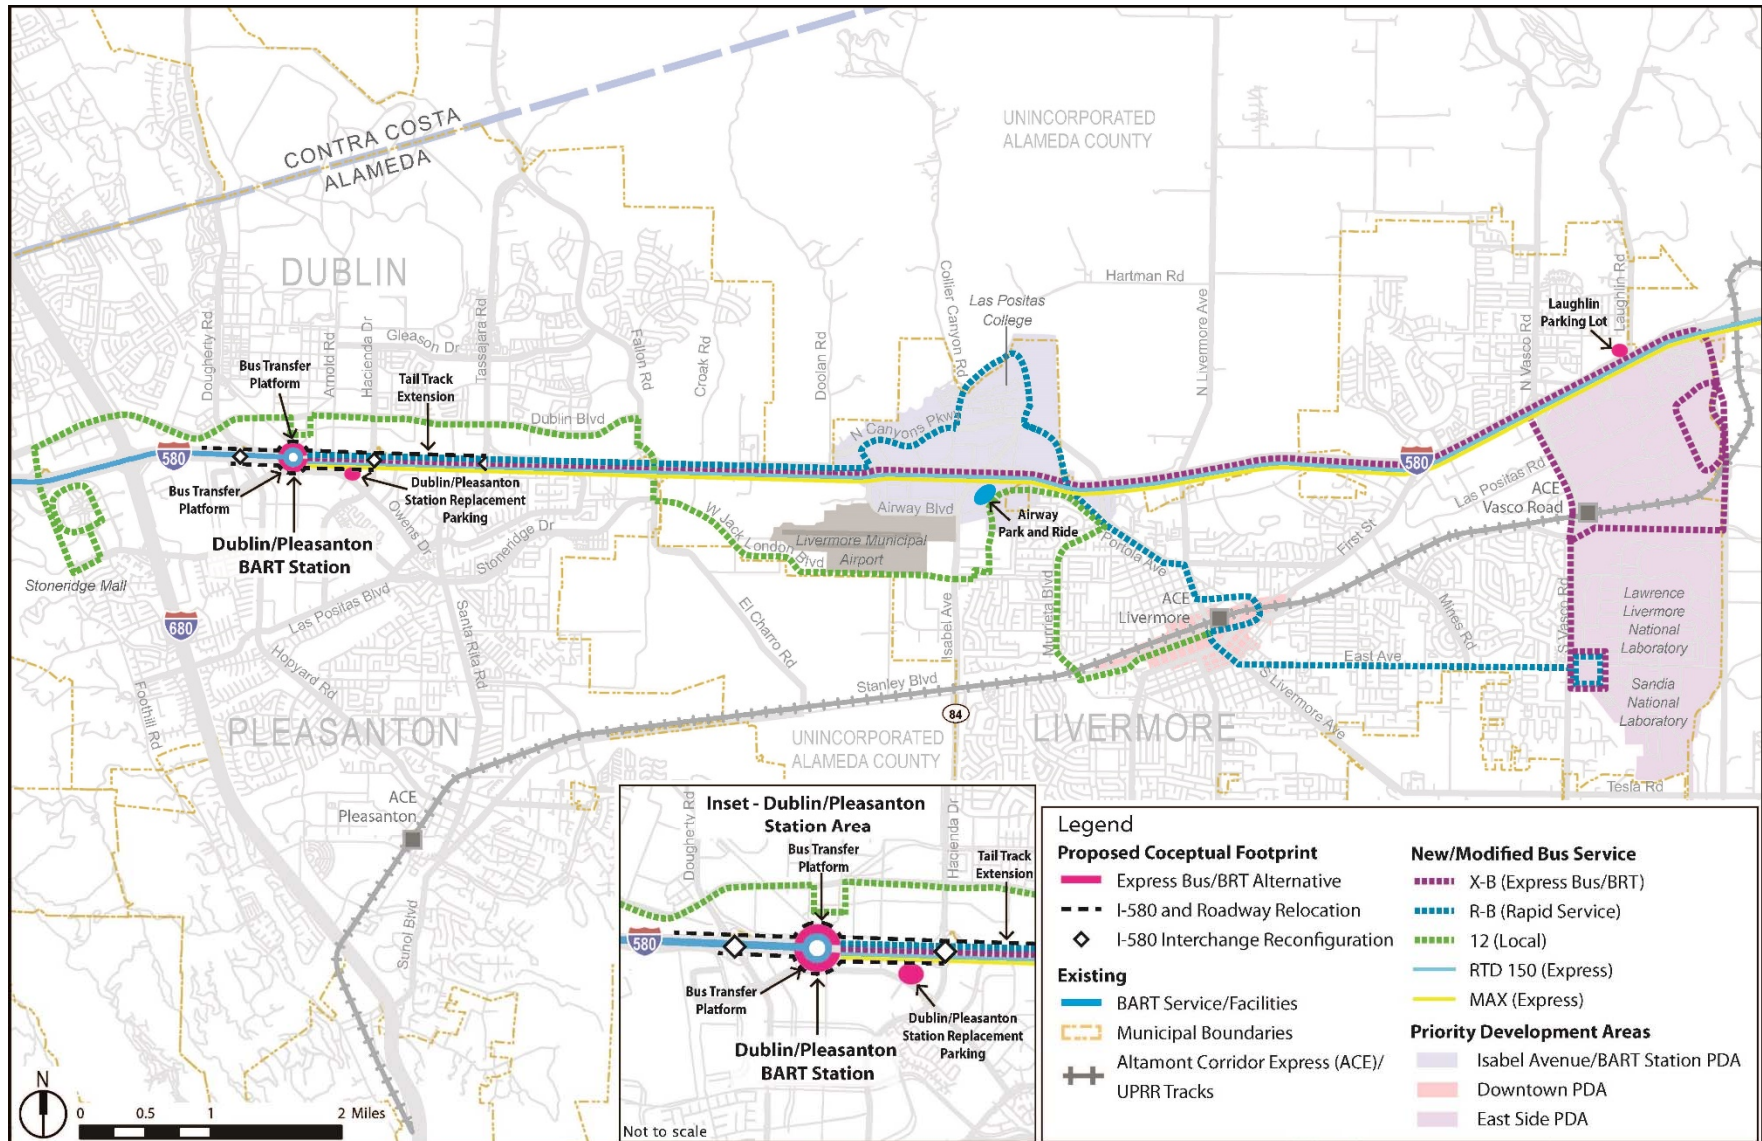 CONTRA COSTA
ALAMEDA
UNINCORPORATED
ALAMEDA COUNTY
DUBLIN
Hartman Rd
Las Positas
College
Collier Canyon Rd
N Livermore Ave
Laughlin
Parking Lot
Laughlin Rd
N Vasco Rd
Dougherty Rd
Arnold Rd
Hacienda Dr
Gleason Dr
Tassajara Rd
Fallon Rd
Croak Rd
Doolan Rd
Bus Transfer
Platform
Tail Track
Extension
Dublin Blvd
N Canyons Pkwy
580
580
Bus Transfer
Platform
Dublin/Pleasanton
Station Replacement
Parking
Dublin/Pleasanton
BART Station
Owens Dr
Stoneridge Dr
W Jack London Blvd
Airway Blvd
Livermore Municipal
Airport
Airway
Park and Ride
Portola Ave
First St
Las Positas Rd
ACE
Vasco Road
Stoneridge Mall
680
Las Positas Blvd
Santa Rita Rd
El Charro Rd
Isabel Ave
Murrieta Blvd
ACE
Livermore
Mines Rd
S Vasco Rd
Lawrence
Livermore
National
Laboratory
East Ave
Sandia
National
Laboratory
Hopyard Rd
Foothill Rd
Stanley Blvd
S Livermore Ave
84
PLEASANTON
UNINCORPORATED
ALAMEDA COUNTY
LIVERMORE
Tesla Rd
ACE
Pleasanton
Sunol Blvd
Inset - Dublin/Pleasanton
Station Area
Dougherty Rd
Hacienda Dr
Bus Transfer
Platform
Tail Track
Extension
580
Bus Transfer
Platform
Dublin/Pleasanton
Station Replacement
Parking
Dublin/Pleasanton
BART Station
Not to scale
N
0 0.5 1 2 Miles
Legend
Proposed Coceptual Footprint
Express Bus/BRT Alternative
I-580 and Roadway Relocation
I-580 Interchange Reconfiguration
Existing
BART Service/Facilities
Municipal Boundaries
Altamont Corridor Express (ACE)/
UPRR Tracks
New/Modified Bus Service
X-B (Express Bus/BRT)
R-B (Rapid Service)
12 (Local)
RTD 150 (Express)
MAX (Express)
Priority Development Areas
Isabel Avenue/BART Station PDA
Downtown PDA
East Side PDA